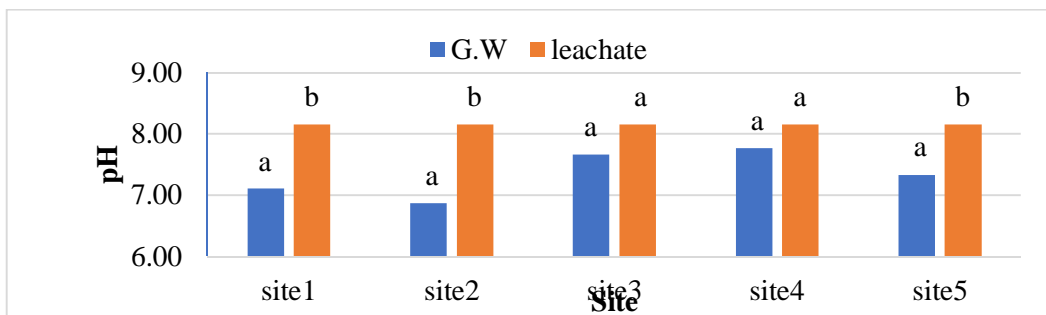 G.W leachate
9.00
8.00
7.00
6.00
pH
a b
a b
a a
a a
a b
site1 site2 site3 site4 site5
Site